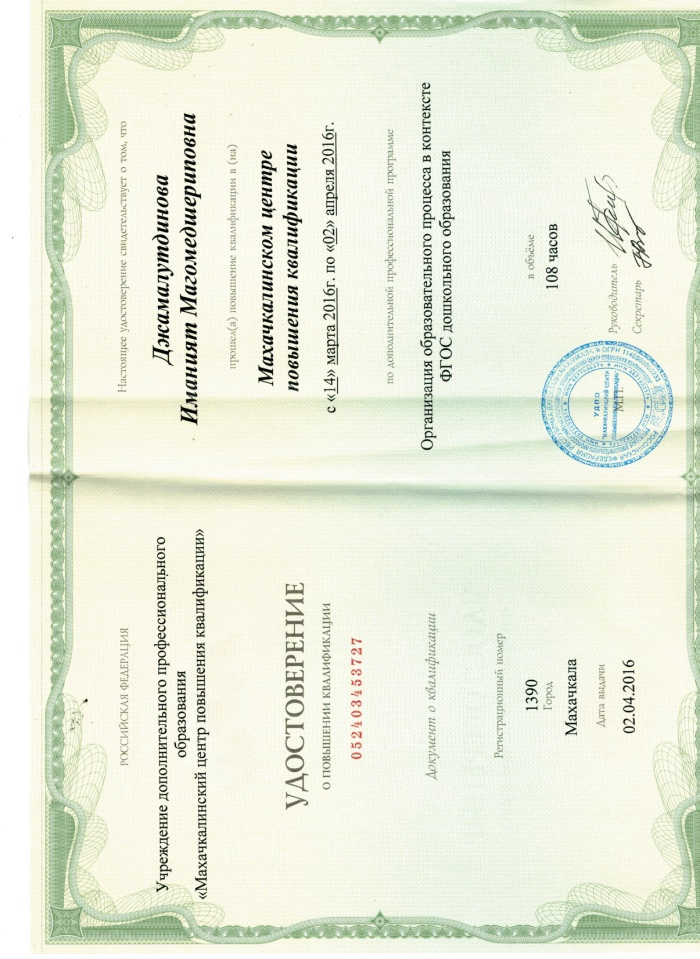 РОССИЙСКАЯ ФЕДЕРАЦИЯ
Учреждение дополнительного профессионального
образования
«Махачкалинский центр повышения квалификации»
УДОСТОВЕРЕНИЕ
О ПОВЫШЕНИИ КВАЛИФИКАЦИИ
052403453727
Документ о квалификации
Регистрационный номер
1390
Город
Махачкала
Дата выдачи
02.04.2016
Настоящее удостоверение свидетельствует о том, что
Джамалутдинова
Иманият Магомедшериповна
прошел(а) повышение квалификации в (на)
Махачкалинском центре
повышения квалификации
с «14» марта 2016г. по «02» апреля 2016г.
по дополнительной профессиональной программе
Организация образовательного процесса в контексте
ФГОС дошкольного образования
в объёме
108 часов
Руководитель
Секретарь
М.П.
УДПО